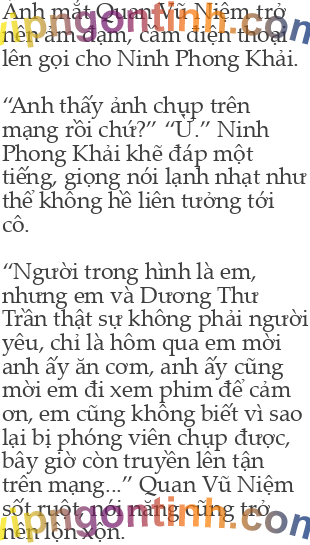 Ánh mắt Quan Vũ Niệm trở
nên ảm đạm, cầm điện thoại
lên gọi cho Ninh Phong Khải.
“Anh thấy ảnh chụp trên
mạng rồi chứ?” “Ừ.” Ninh
Phong Khải khẽ đáp một
tiếng, giọng nói lạnh nhạt như
thể không hề liên tưởng tới
cô.
“Người trong hình là em,
nhưng em và Dương Thư
Trần thật sự không phải người
yêu, chỉ là hôm qua em mời
anh ấy ăn cơm, anh ấy cũng
mời em đi xem phim để cảm
ơn, em cũng không biết vì sao
lại bị phóng viên chụp được,
bây giờ còn truyền lên tận
trên mạng...” Quan Vũ Niệm
sốt ruột, nói năng cũng trở
nên lộn xộn.
vipngontinh.com
vipngontinh.com